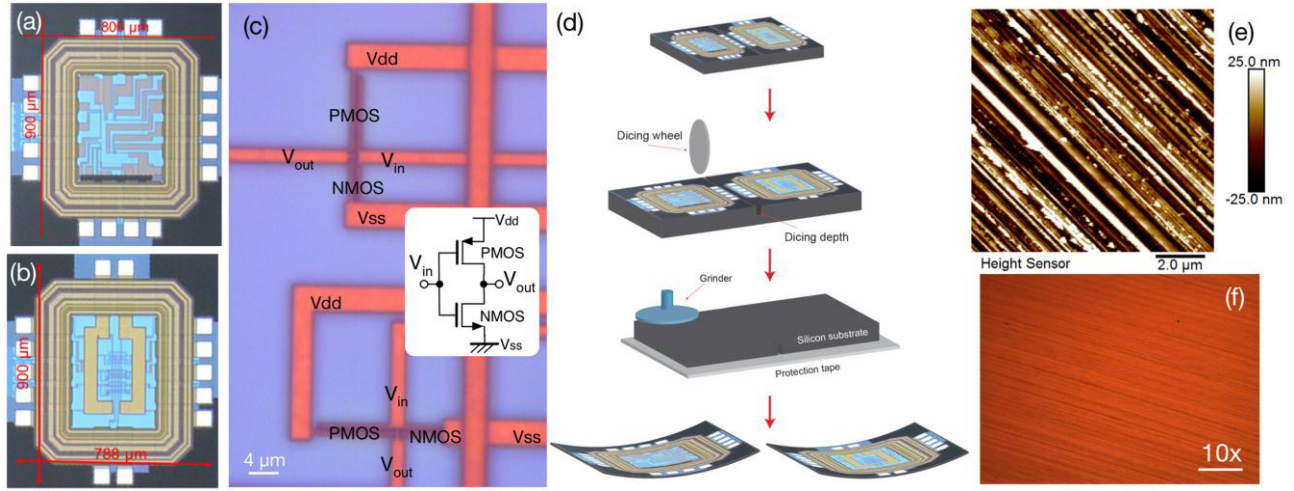 (a)
808 µm
900 µm
(b)
900 µm
788 µm
(c)
Vdd
PMOS
Vout
Vin
NMOS
Vss
Vdd
PMOS
Vin
Vout
NMOS
Vss
Vdd
Vin
PMOS
NMOS
Vss
Vout
4 µm
(d)
Dicing wheel
Dicing depth
Grinder
Silicon substrate
Protection tape
(e)
25.0 nm
-25.0 nm
Height Sensor
2.0 µm
(f)
10x